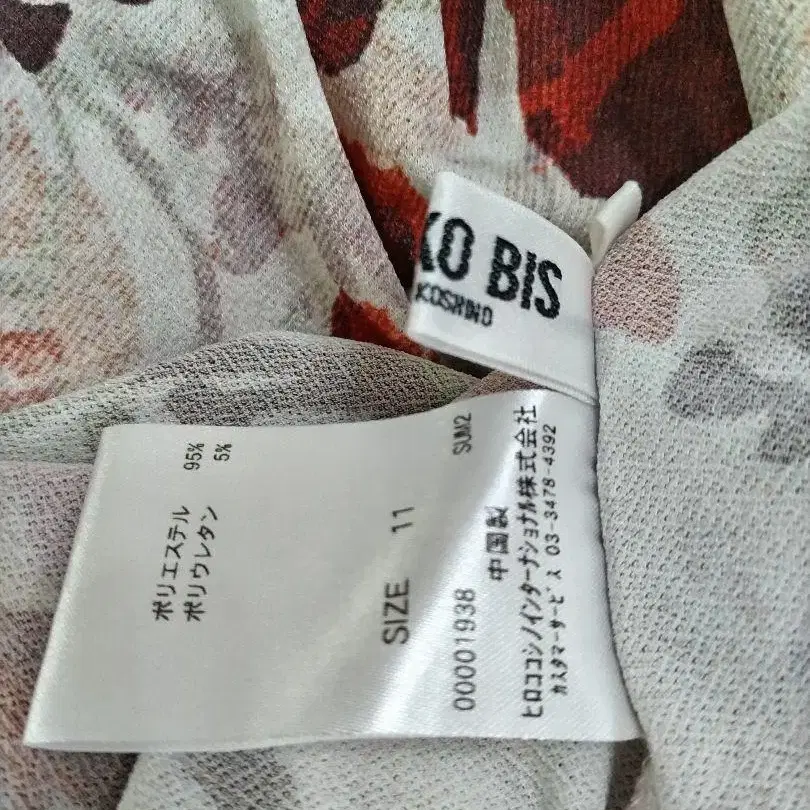 KO BIS
KOSHINO
ポリエステル 95%
ポリウレタン 5%
SIZE 11
00001938 SUM2
中国製
ヒロココシノインターナショナル株式会社
カスタマーサービス 03-3478-4392